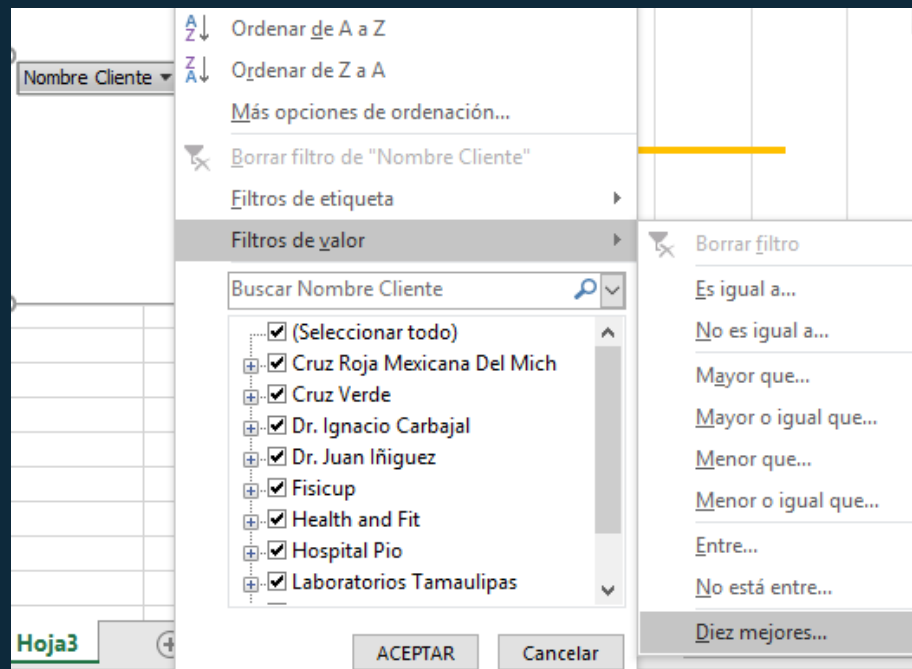 Nombre Cliente
Ordenar de A a Z
Ordenar de Z a A
Más opciones de ordenación...
Borrar filtro de "Nombre Cliente"
Filtros de etiqueta
Filtros de valor
Buscar Nombre Cliente
(Seleccionar todo)
Cruz Roja Mexicana Del Mich
Cruz Verde
Dr. Ignacio Carbajal
Dr. Juan Iñiguez
Fisicup
Health and Fit
Hospital Pio
Laboratorios Tamaulipas
ACEPTAR
Cancelar
Borrar filtro
Es igual a...
No es igual a...
Mayor que...
Mayor o igual que...
Menor que...
Menor o igual que...
Entre...
No está entre...
Diez mejores...
Hoja3